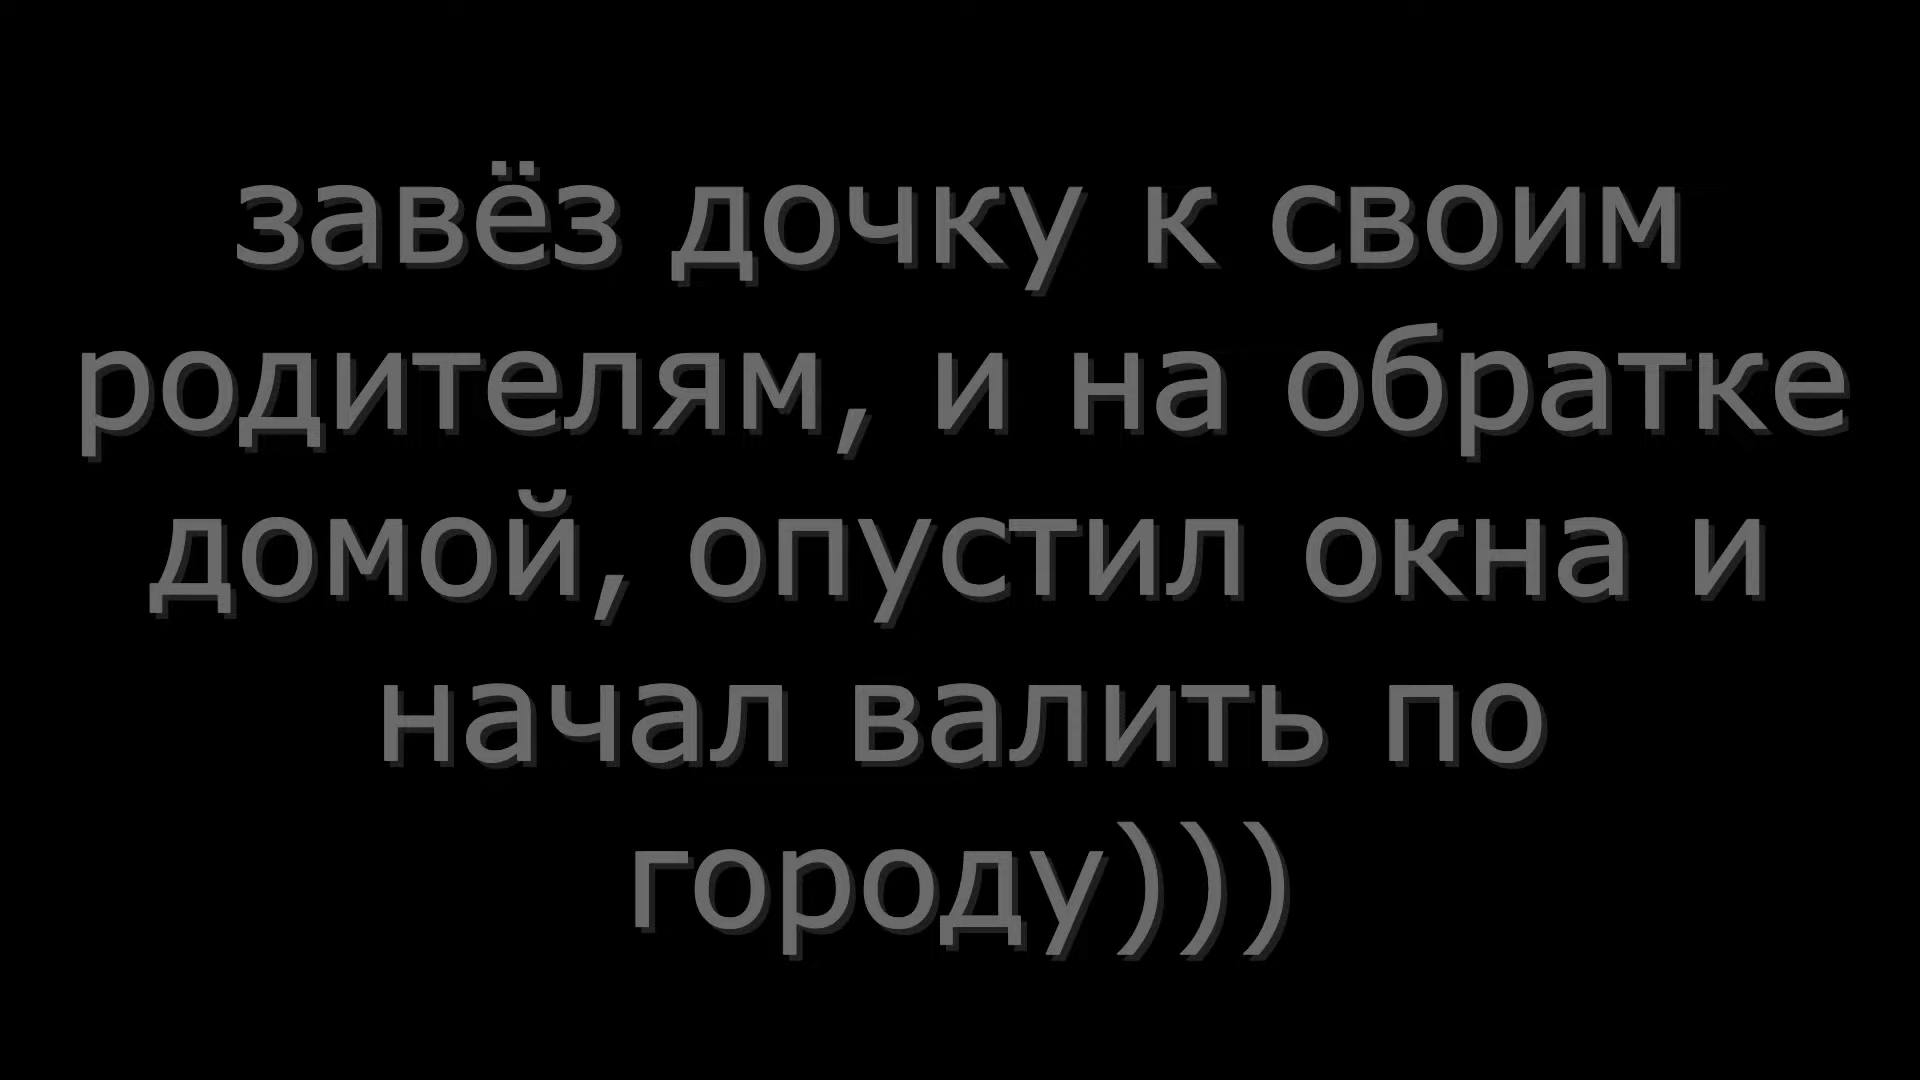 завёз дочку к своим
родителям, и на обратке
домой, опустил окна и
начал валить по
городу)))